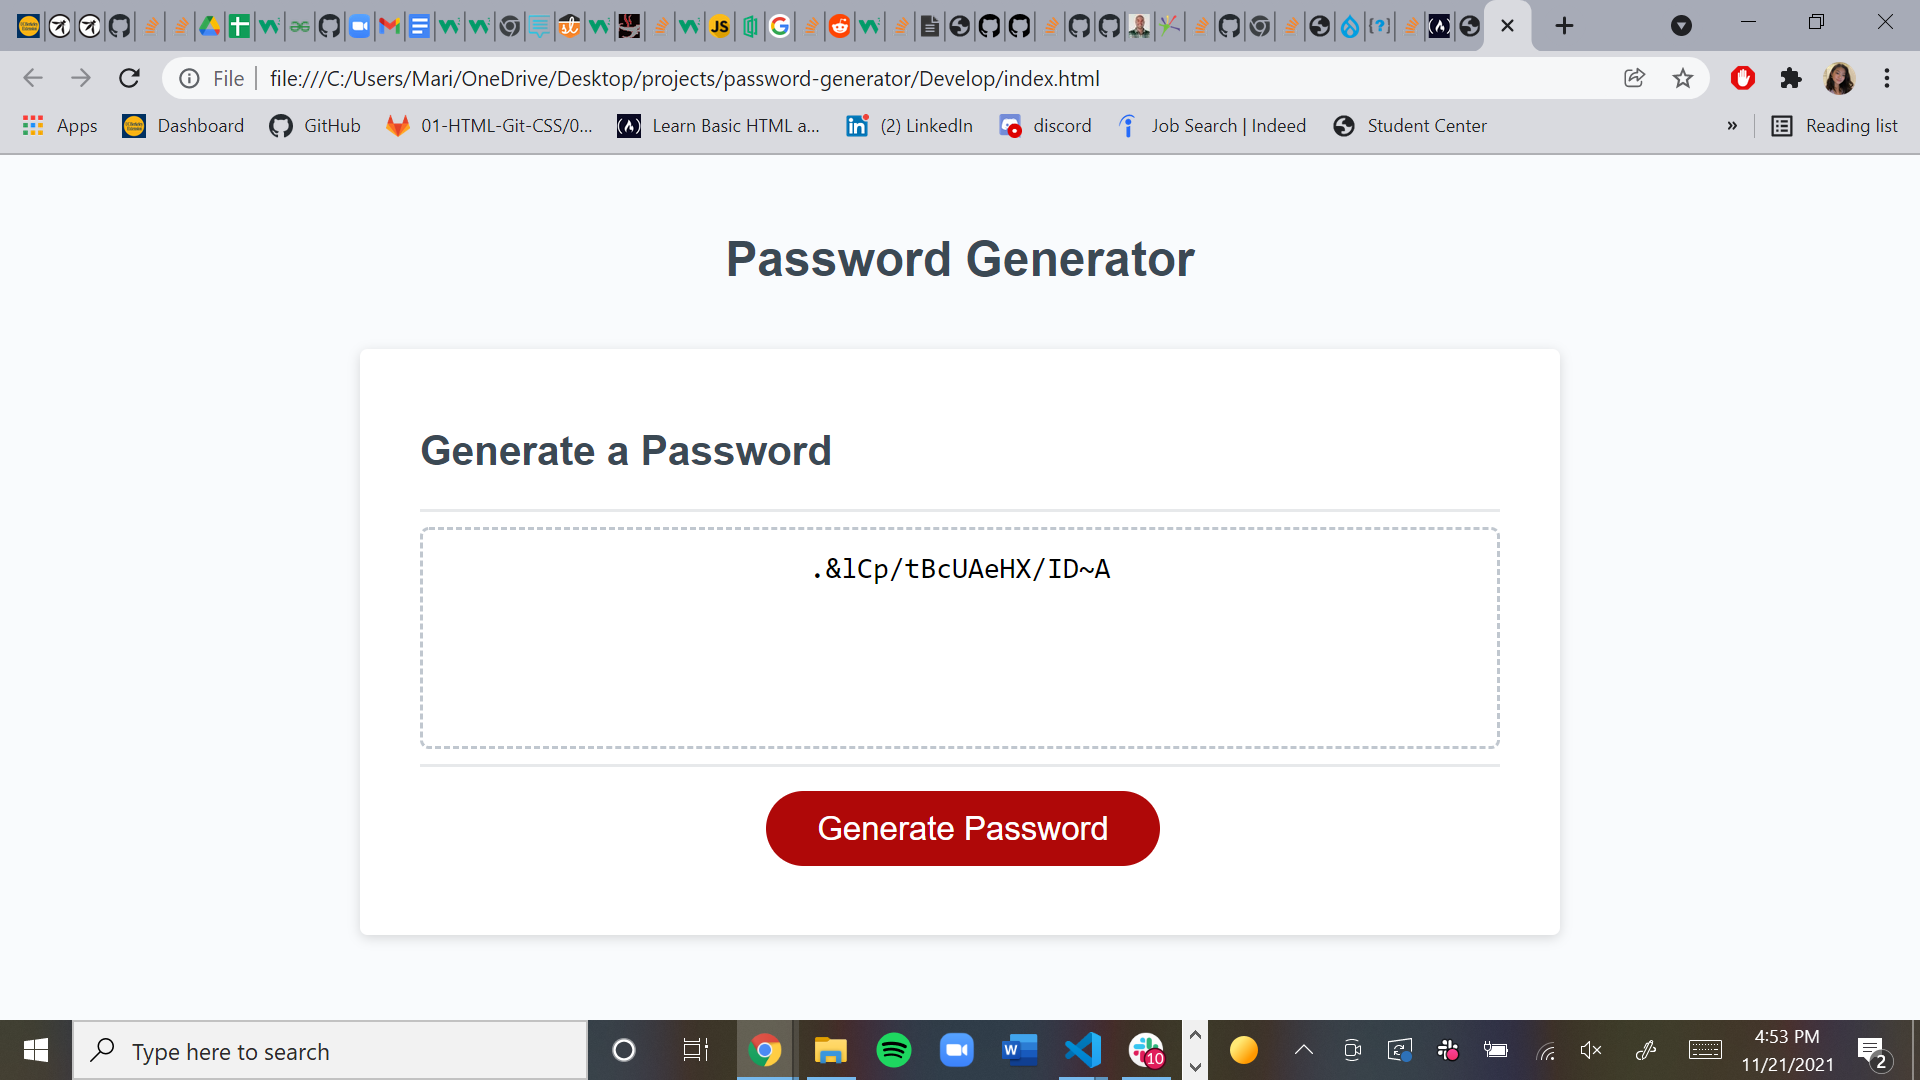 File
file:///C:/Users/Mari/OneDrive/Desktop/projects/password-generator/Develop/index.html
Apps
Dashboard
GitHub
01-HTML-Git-CSS/0...
Learn Basic HTML a...
(2) LinkedIn
discord
Job Search | Indeed
Student Center
»
Reading list
Password Generator
Generate a Password
.&lCp/tBcUAeHX/ID~A
Generate Password
Type here to search
10
4:53 PM
11/21/2021
2